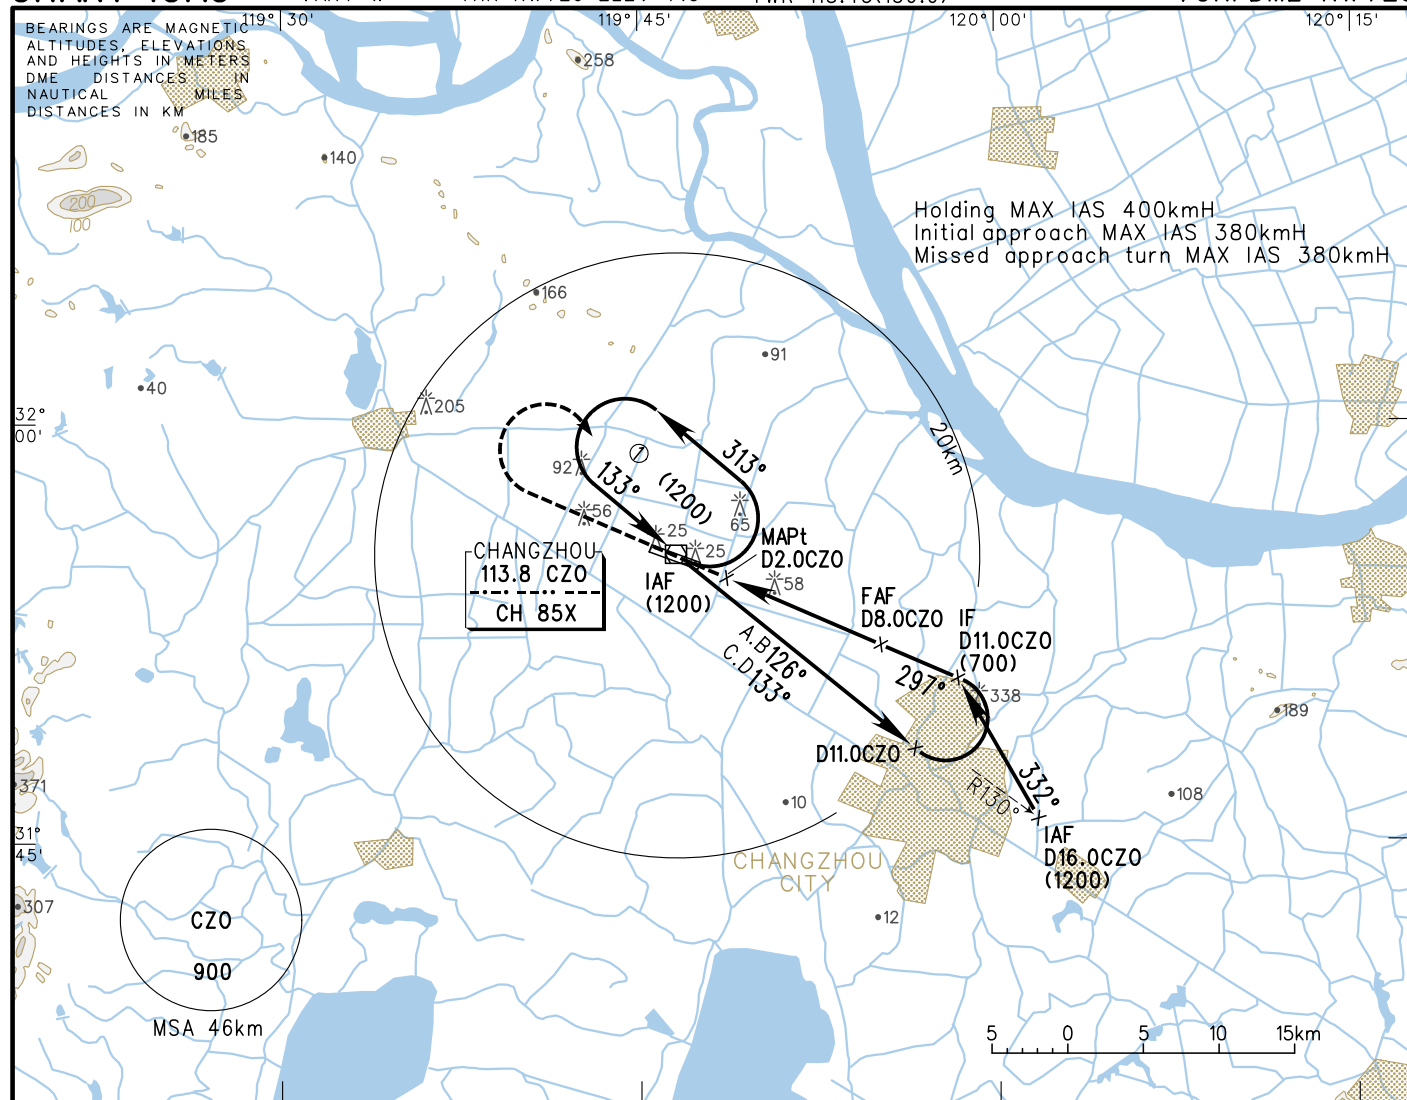 119° 30'
119° 45'
120° 00'
120° 15'
BEARINGS ARE MAGNETIC
ALTITUDES, ELEVATIONS
AND HEIGHTS IN METERS
DME DISTANCES IN
NAUTICAL MILES
DISTANCES IN KM
258
185
140
200
100
Holding MAX IAS 400kmH
Initial approach MAX IAS 380kmH
Missed approach turn MAX IAS 380kmH
166
91
40
205
32°
00'
20km
313°
1
92
133°
(1200)
56
65
25
25
MAPt
D2.0CZO
CHANGZHOU
113.8 CZO
CH 85X
IAF
(1200)
58
FAF
D8.0CZO
IF
D11.0CZO
(700)
A.B126°
C.D133°
297°
338
189
D11.0CZO
371
10
R130°
332°
108
31°
45'
IAF
D16.0CZO
(1200)
CHANGZHOU
CITY
307
12
CZO
900
MSA 46km
5 0 5 10 15km